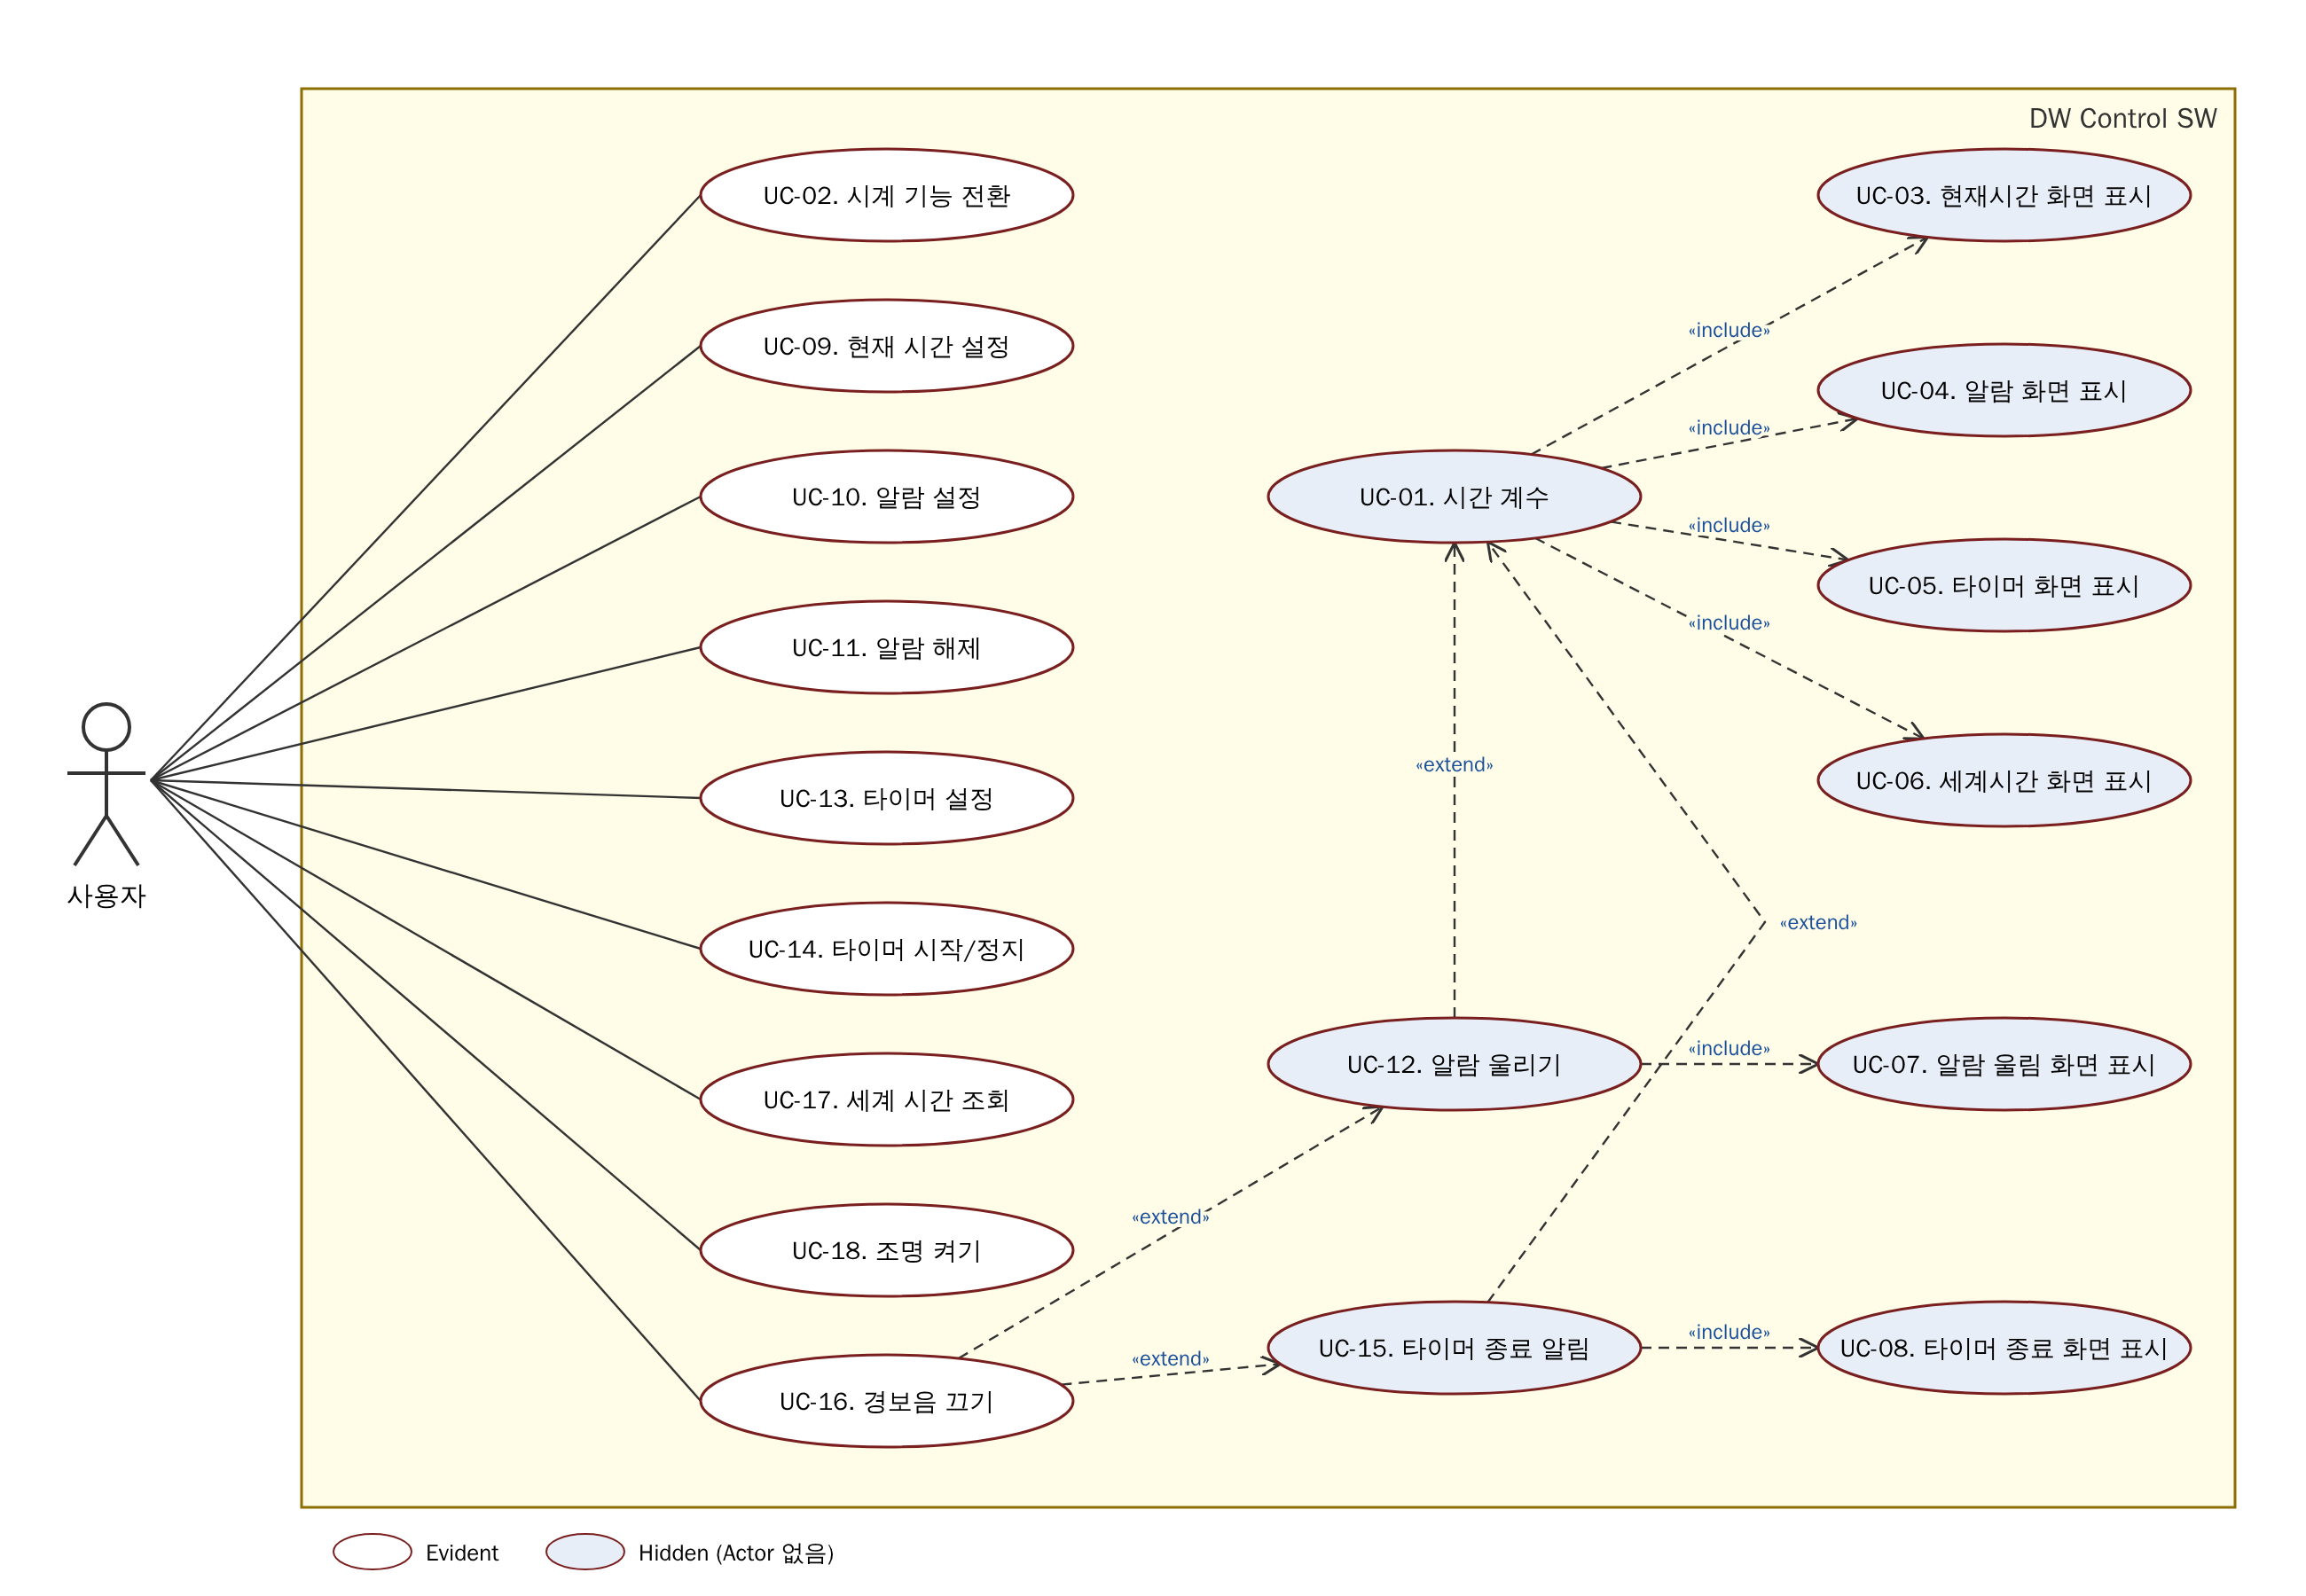 DW Control SW
UC-02. 시계 기능 전환
UC-03. 현재시간 화면 표시
«include»
UC-09. 현재 시간 설정
UC-04. 알람 화면 표시
«include»
UC-10. 알람 설정
UC-01. 시간 계수
«include»
UC-05. 타이머 화면 표시
«include»
UC-11. 알람 해제
«extend»
UC-06. 세계시간 화면 표시
UC-13. 타이머 설정
사용자
«extend»
UC-14. 타이머 시작/정지
«include»
UC-12. 알람 울리기
UC-07. 알람 울림 화면 표시
UC-17. 세계 시간 조회
«extend»
UC-18. 조명 켜기
«include»
UC-15. 타이머 종료 알림
UC-08. 타이머 종료 화면 표시
«extend»
UC-16. 경보음 끄기
Evident
Hidden (Actor 없음)